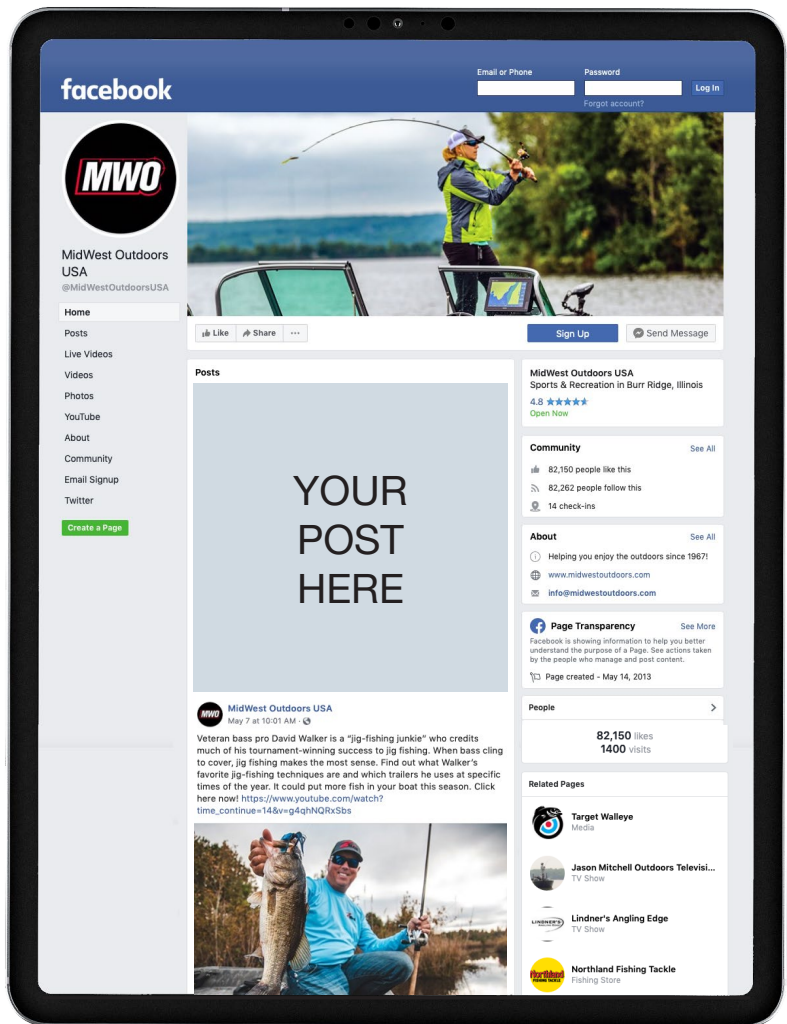 facebook
Email or Phone
Password
Log In
Forgot account?
MWO
MidWest Outdoors
USA
@MidWestOutdoorsUSA
Home
Posts
Live Videos
Videos
Photos
YouTube
About
Community
Email Signup
Twitter
Create a Page
Like
Share
Sign Up
Send Message
Posts
YOUR
POST
HERE
MWO
MidWest Outdoors USA
May 7 at 10:01 AM ·
Veteran bass pro David Walker is a “jig-fishing junkie” who credits
much of his tournament-winning success to jig fishing. When bass cling
to cover, jig fishing makes the most sense. Find out what Walker’s
favorite jig-fishing techniques are and which trailers he uses at specific
times of the year. It could put more fish in your boat this season. Click
here now! https://www.youtube.com/watch?
time_continue=14&v=g4qhNQRxSbs
MidWest Outdoors USA
Sports & Recreation in Burr Ridge, Illinois
4.8
Open Now
Community
See All
82,150 people like this
82,262 people follow this
14 check-ins
About
See All
Helping you enjoy the outdoors since 1967!
www.midwestoutdoors.com
info@midwestoutdoors.com
Page Transparency
See More
Facebook is showing information to help you better
understand the purpose of a Page. See actions taken
by the people who manage and post content.
Page created - May 14, 2013
People
82,150 likes
1400 visits
Related Pages
Target Walleye
Media
Jason Mitchell Outdoors Televisi...
TV Show
LINDNER'S
Lindner's Angling Edge
TV Show
Northland
FISHING TACKLE
Northland Fishing Tackle
Fishing Store